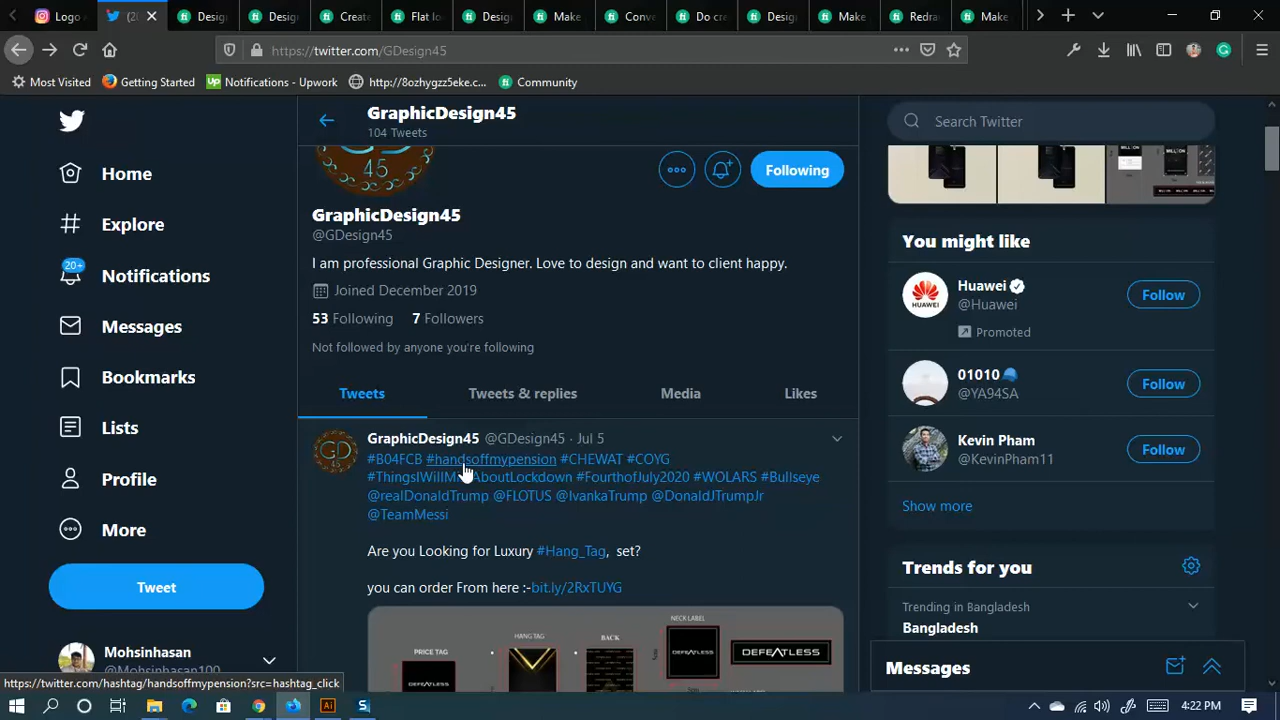 Logo
(20
Desig
Desig
Create
Flat lo
Desig
Make
Conve
Do cre
Desig
Make
Redra
Make
https://twitter.com/GDesign45
Most Visited
Getting Started
Notifications - Upwork
http://8ozhygzz5eke.c...
Community
Home
Explore
20+
Notifications
Messages
Bookmarks
Lists
Profile
More
Tweet
Mohsinhasan
@Mohsinhasan100
GraphicDesign45
104 Tweets
45
Following
GraphicDesign45
@GDesign45
I am professional Graphic Designer. Love to design and want to client happy.
Joined December 2019
53 Following 7 Followers
Not followed by anyone you're following
Tweets
Tweets & replies
Media
Likes
GraphicDesign45 @GDesign45 · Jul 5
#B04FCB #handsoffmypension #CHEWAT #COYG
#FourthofJuly2020 #WOLARS #Bullseye
@realDonaldTrump @FLOTUS @IvankaTrump @DonaldJTrumpJr
@TeamMessi
Are you Looking for Luxury #Hang_Tag, set?
you can order From here :-bit.ly/2RxTUYG
PRICE TAG
HANG TAG
BACK
NECK LABEL
DEFEATLESS
DEFEATLESS
DEFEATLESS
Search Twitter
You might like
Huawei
@Huawei
Promoted
Follow
01010
@YA94SA
Follow
Kevin Pham
@KevinPham11
Follow
Show more
Trends for you
Trending in Bangladesh
Bangladesh
Messages
https://twitter.com/hashtag/handsoffmypension?src=hashtag_click
4:22 PM